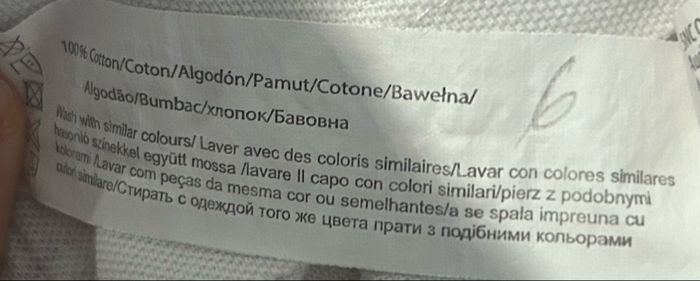 100% Cotton/Coton/Algodón/Pamut/Cotone/Bawełna/
Algodão/Bumbac/хлопок/Бавовна
6
Wash with similar colours/ Laver avec des coloris similaires/Lavar con colores similares
hasonló színekkel együtt mossa /lavare Il capo con colori similari/pierz z podobnymi
kolorami /Lavar com peças da mesma cor ou semelhantes/a se spala impreuna cu
culori similare/Стирать с одеждой того же цвета прати з подібними кольорами
SNC